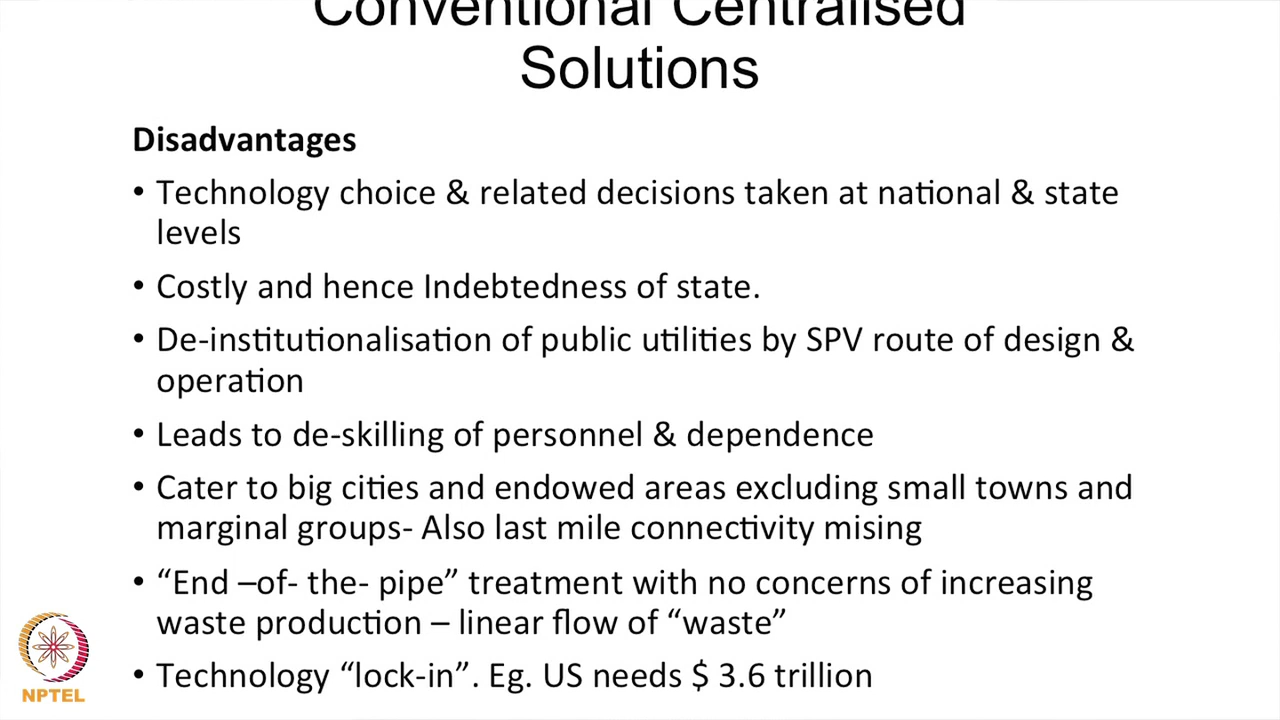 Conventional Centralised
Solutions
Disadvantages
• Technology choice & related decisions taken at national & state
levels
• Costly and hence Indebtedness of state.
• De-institutionalisation of public utilities by SPV route of design &
operation
• Leads to de-skilling of personnel & dependence
• Cater to big cities and endowed areas excluding small towns and
marginal groups- Also last mile connectivity mising
• “End –of- the- pipe” treatment with no concerns of increasing
waste production – linear flow of “waste”
• Technology “lock-in”. Eg. US needs $ 3.6 trillion
NPTEL